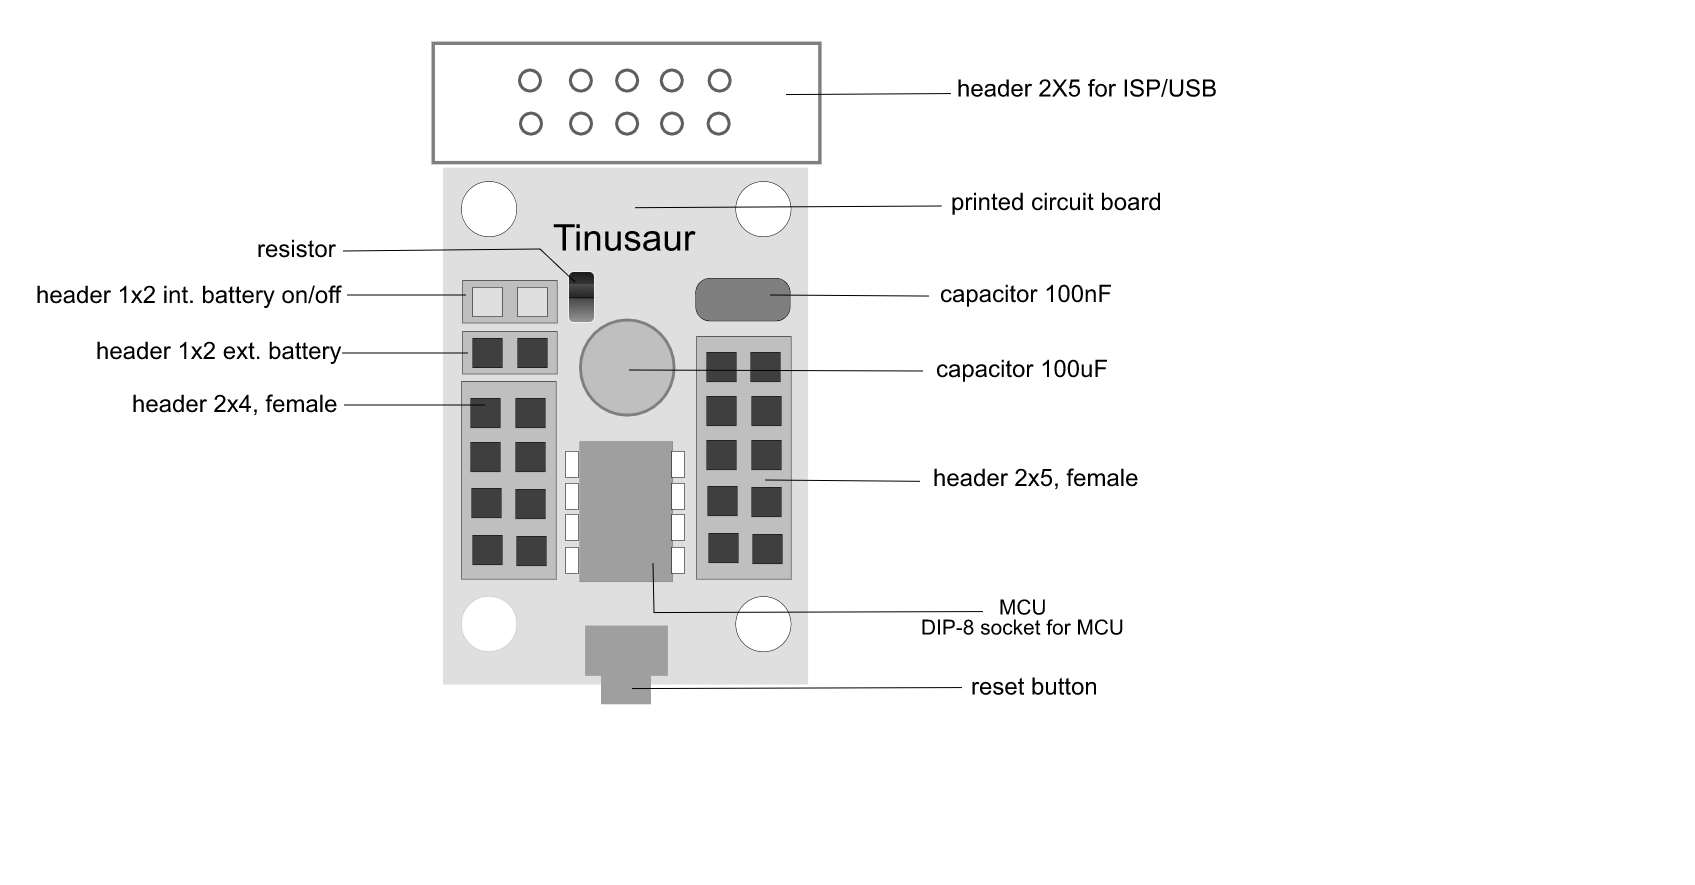 header 2X5 for ISP/USB
printed circuit board
Tinusaur
resistor
header 1x2 int. battery on/off
capacitor 100nF
header 1x2 ext. battery
capacitor 100uF
header 2x4, female
header 2x5, female
MCU
DIP-8 socket for MCU
reset button